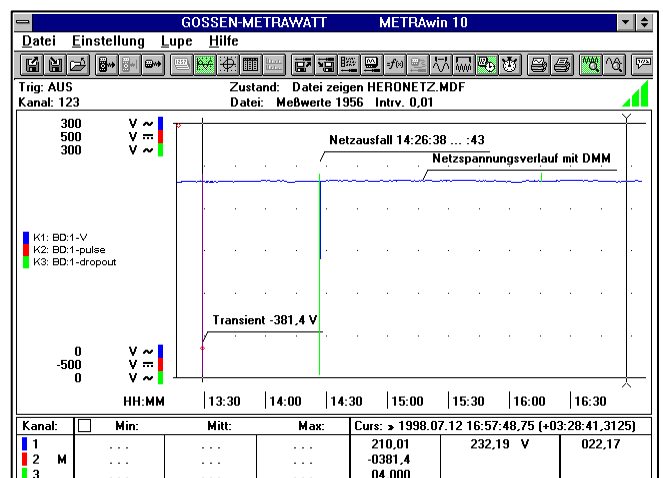 GOSSEN-METRAWATT METRAwin 10
Datei Einstellung Lupe Hilfe
Trig: AUS Zustand: Datei zeigen HERONETZ.MDF
Kanal: 123 Datei: Meßwerte 1956 Intrv. 0,01
300 V ~
500 V
300 V ~
Netzausfall 14:26:38 ... :43
Netzspannungsverlauf mit DMM
K1: BD:1-V
K2: BD:1-pulse
K3: BD:1-dropout
Transient -381,4 V
0 V ~
-500 V
0 V ~
HH:MM 13:30 14:00 14:30 15:00 15:30 16:00 16:30
Kanal: Min: Mitt: Max: Curs: » 1998.07.12 16:57:48,75 (+03:28:41,3125)
1 . . . . . . . . . 210,01 232,19 V 022,17
2 M . . . . . . . . . -0381,4
3 . . . . . . . . . 04,000